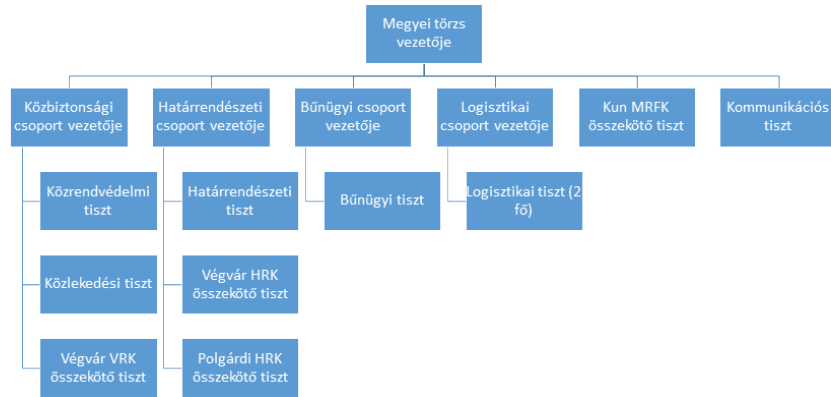 Megyei törzs
vezetője
Közbiztonsági
csoport vezetője
Határrendészeti
csoport vezetője
Bűnügyi csoport
vezetője
Logisztikai
csoport vezetője
Kun MRFK
összekötő tiszt
Kommunikációs
tiszt
Közrendvédelmi
tiszt
Határrendészeti
tiszt
Bűnügyi tiszt
Logisztikai tiszt (2
fő)
Közlekedési tiszt
Végvár HRK
összekötő tiszt
Végvár VRK
összekötő tiszt
Polgárdi HRK
összekötő tiszt